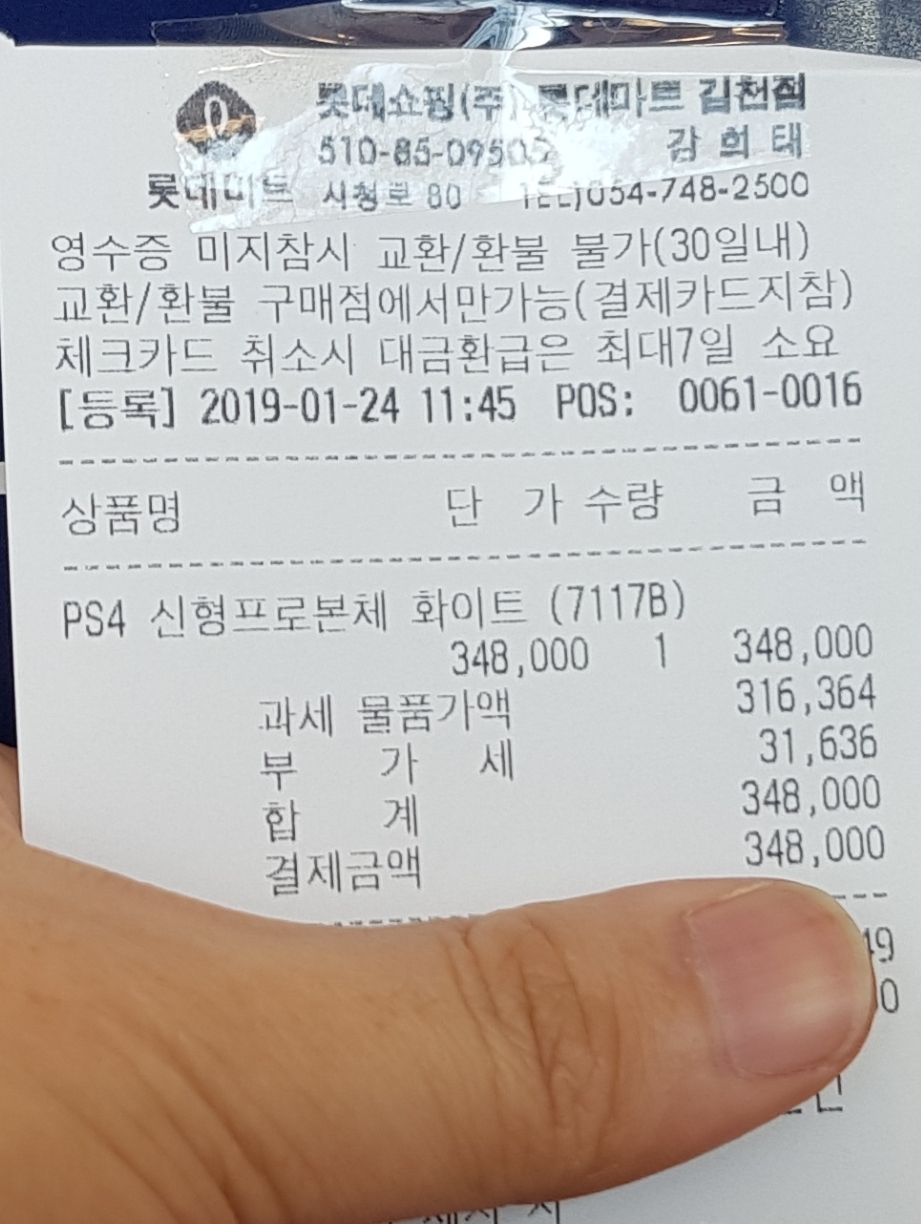 롯데쇼핑(주) 롯데마트 김천점
510-85-09505 강 희 태
롯데마트 시청로 80 TEL)054-748-2500
영수증 미지참시 교환/환불 불가(30일내)
교환/환불 구매점에서만가능(결제카드지참)
체크카드 취소시 대금환급은 최대7일 소요
[등록] 2019-01-24 11:45 POS: 0061-0016
상품명 단 가 수량 금 액
PS4 신형프로본체 화이트 (7117B)
348,000 1 348,000
과세 물품가액 316,364
부 가 세 31,636
합 계 348,000
결제금액 348,000